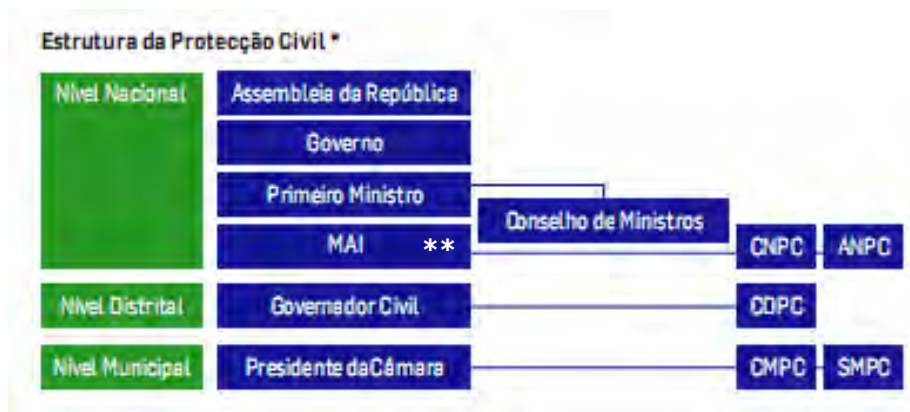 Estrutura da Protecção Civil *
Nível Nacional
Assembleia da República
Governo
Primeiro Ministro
Conselho de Ministros
MAI **
CNPC
ANPC
Nível Distrital
Governador Civil
CDPC
Nível Municipal
Presidente daCâmara
CMPC
SMPC